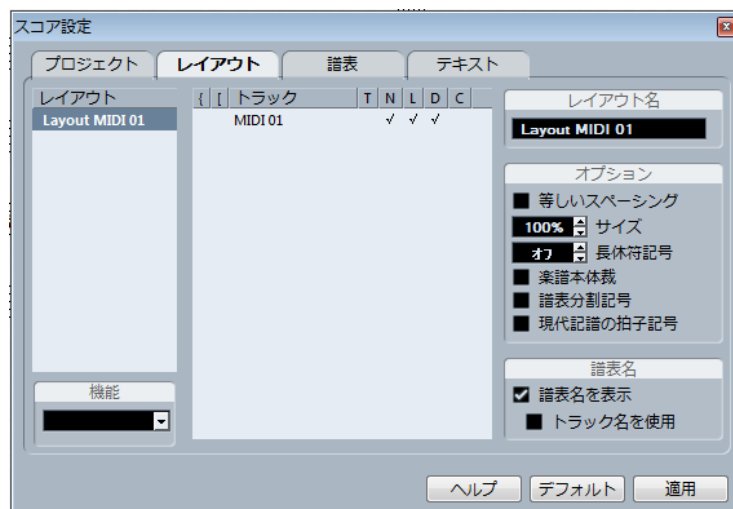 スコア設定
プロジェクト レイアウト 譜表 テキスト
レイアウト
Layout MIDI 01
機能
{ [ トラック T N L D C
MIDI 01 √ √ √
レイアウト名
Layout MIDI 01
オプション
等しいスペーシング
100% サイズ
オフ 長休符記号
楽譜本体裁
譜表分割記号
現代記譜の拍子記号
譜表名
譜表名を表示
トラック名を使用
ヘルプ デフォルト 適用